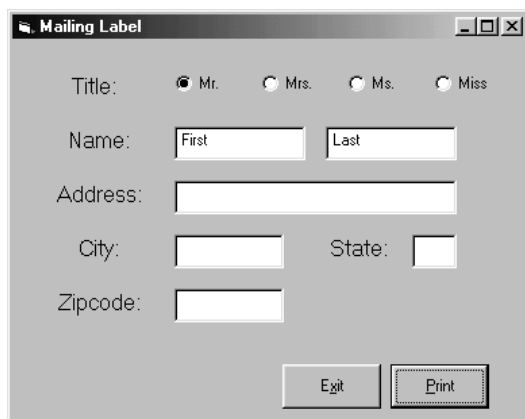 Mailing Label
Title: Mr. Mrs. Ms. Miss
Name: First Last
Address:
City: State:
Zipcode:
Exit Print